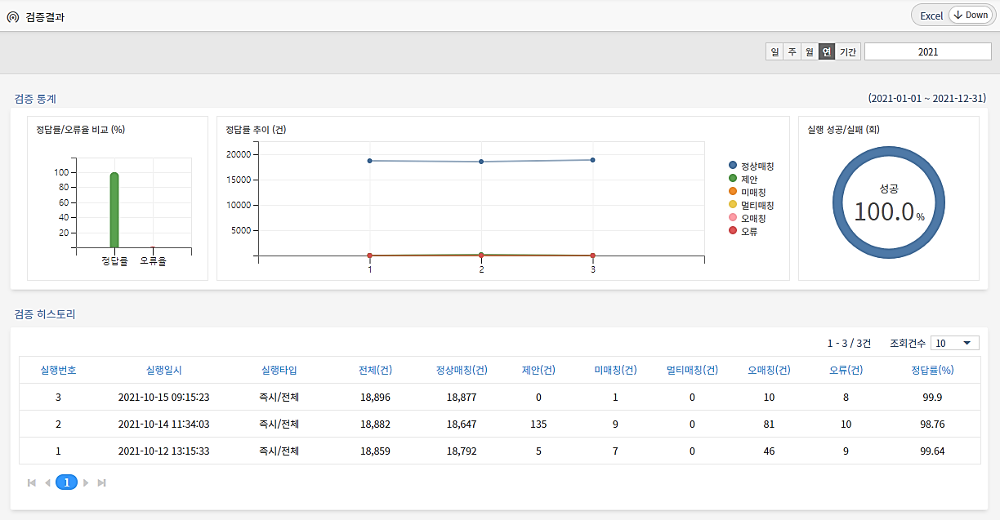 검증결과
Excel Down
일 주 월 연 기간 2021
검증 통계
(2021-01-01 ~ 2021-12-31)
정답률/오류율 비교 (%)
100
80
60
40
20
정답률 오류율
정답률 추이 (건)
20000
15000
10000
5000
1 2 3
정상매칭
제안
미매칭
멀티매칭
오매칭
오류
실행 성공/실패 (회)
성공
100.0%
검증 히스토리
1 - 3 / 3건 조회건수 10
실행번호 실행일시 실행타입 전체(건) 정상매칭(건) 제안(건) 미매칭(건) 멀티매칭(건) 오매칭(건) 오류(건) 정답률(%)
3 2021-10-15 09:15:23 즉시/전체 18,896 18,877 0 1 0 10 8 99.9
2 2021-10-14 11:34:03 즉시/전체 18,882 18,647 135 9 0 81 10 98.76
1 2021-10-12 13:15:33 즉시/전체 18,859 18,792 5 7 0 46 9 99.64
1